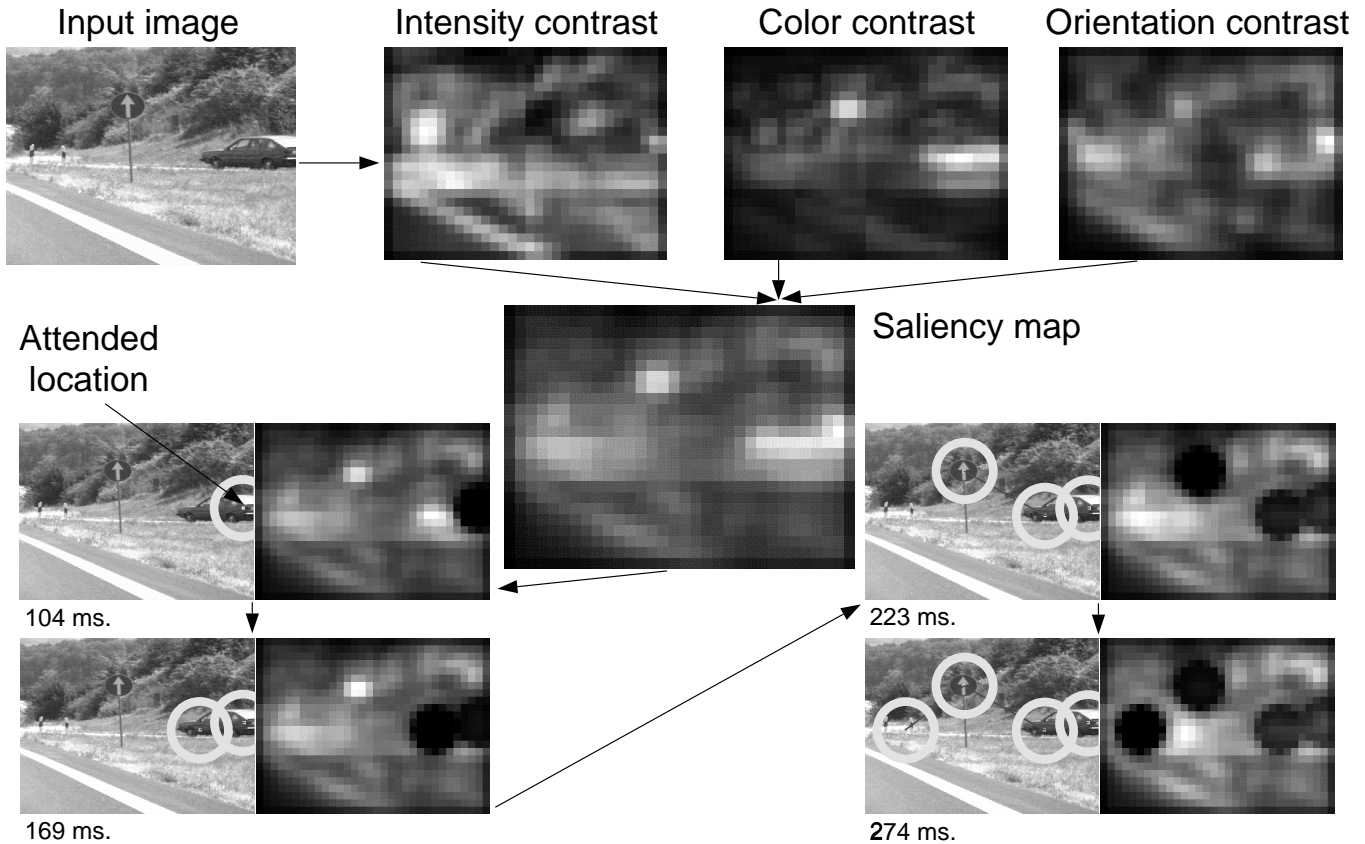 Input image
Intensity contrast
Color contrast
Orientation contrast
Saliency map
Attended
location
104 ms.
223 ms.
169 ms.
274 ms.